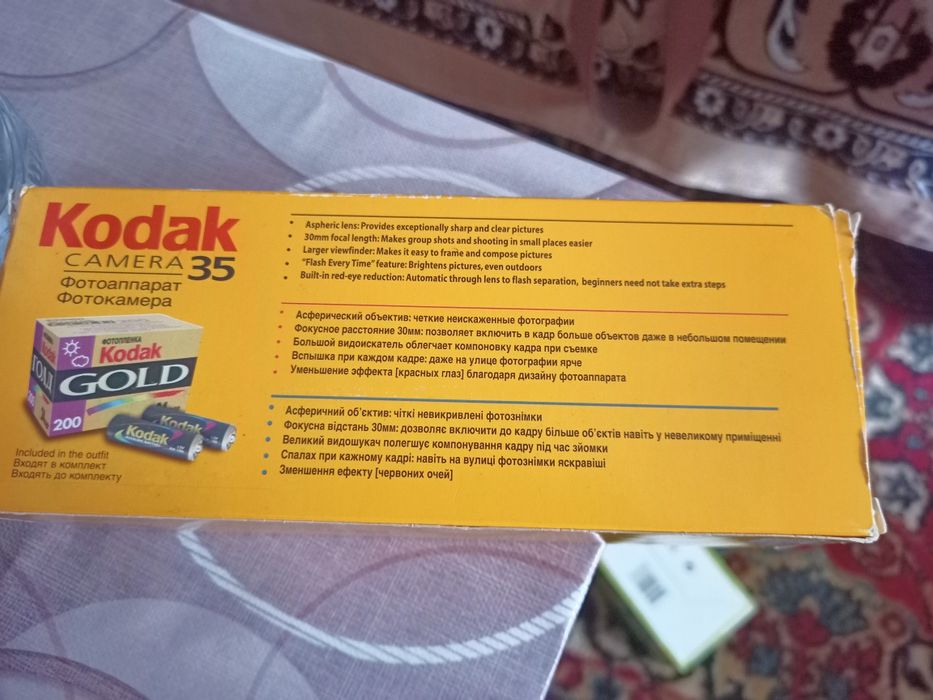 Kodak
CAMERA 35
Фотоаппарат
Фотокамера
ФОТОПЛЕНКА
Kodak
Kodak
GOLD
200
Kodak
Kodak
Included in the outfit
Входят в комплект
Входять до комплекту
• Aspheric lens: Provides exceptionally sharp and clear pictures
• 30mm focal length: Makes group shots and shooting in small places easier
• Larger viewfinder: Makes it easy to frame and compose pictures
• "Flash Every Time" feature: Brightens pictures, even outdoors
• Built-in red-eye reduction: Automatic through lens to flash separation, beginners need not take extra steps
• Асферический объектив: четкие неискаженные фотографии
• Фокусное расстояние 30мм: позволяет включить в кадр больше объектов даже в небольшом помещении
• Большой видоискатель облегчает компоновку кадра при съемке
• Вспышка при каждом кадре: даже на улице фотографии ярче
• Уменьшение эффекта [красных глаз] благодаря дизайну фотоаппарата
• Асферичний об'єктив: чіткі невикривлені фотознімки
• Фокусна відстань 30мм: дозволяє включити до кадру більше об'єктів навіть у невеликому приміщенні
• Великий видошукач полегшує компонування кадру під час зйомки
• Спалах при кажному кадрі: навіть на вулиці фотознімки яскравіші
• Зменшення ефекту [червоних очей]